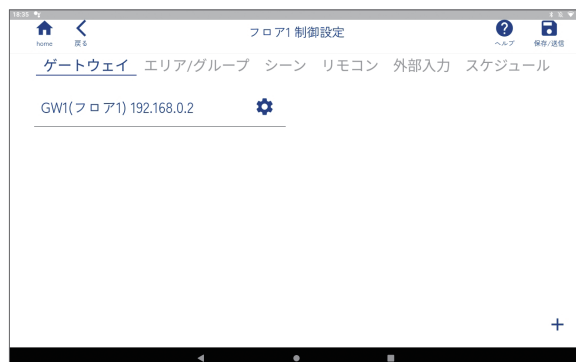 18:35
フロア1 制御設定
home 戻る ヘルプ 保存/送信
ゲートウェイ エリア/グループ シーン リモコン 外部入力 スケジュール
GW1(フロア1) 192.168.0.2